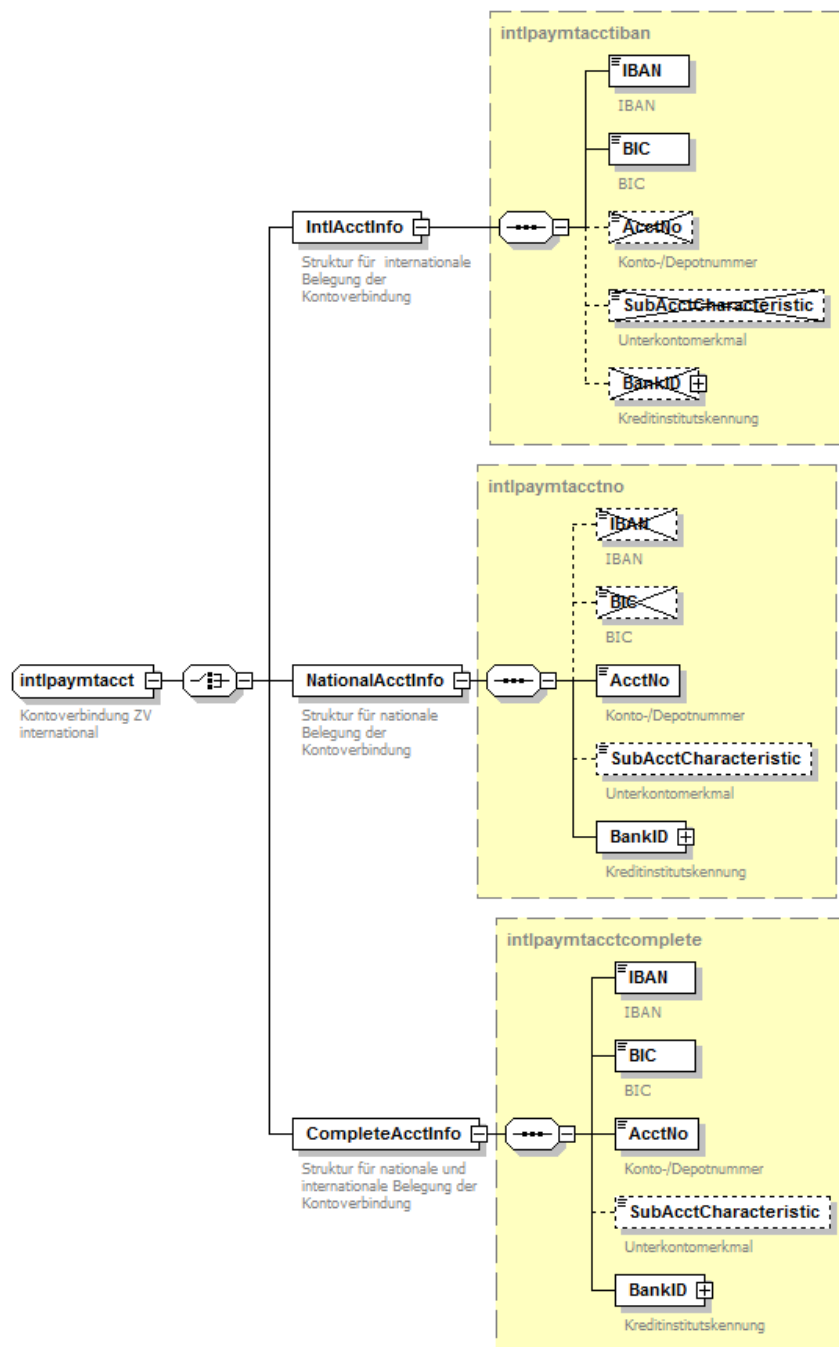 intlpaymtacctiban
IBAN
IBAN
BIC
BIC
IntlAcctInfo
Struktur für internationale
Belegung der
Kontoverbindung
AcctNo
Konto-/Depotnummer
SubAcctCharacteristic
Unterkontomerkmal
BankID
Kreditinstitutskennung
intlpaymtacctno
IBAN
IBAN
BIC
BIC
intlpaymtacct
Kontoverbindung ZV
international
NationalAcctInfo
Struktur für nationale
Belegung der
Kontoverbindung
AcctNo
Konto-/Depotnummer
SubAcctCharacteristic
Unterkontomerkmal
BankID
Kreditinstitutskennung
intlpaymtacctcomplete
IBAN
IBAN
BIC
BIC
CompleteAcctInfo
Struktur für nationale und
internationale Belegung der
Kontoverbindung
AcctNo
Konto-/Depotnummer
SubAcctCharacteristic
Unterkontomerkmal
BankID
Kreditinstitutskennung